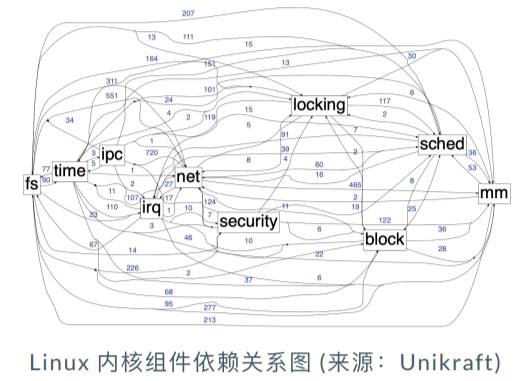 207
13 111
15
30
164 151 13
311 101 6
551 24 locking 117
34 4 2 119 15 2
5 7
91 sched
3 ipc 1 39 36
5 720 8 4 60 53
77 time net 16 8
90 fs 27 465 mm
11 2 2
107 17 124 19
110 irq 1 10 11 25
23 7 security 122
3 6 36
67 46 10 block 28
14 22
226 2 37 6
68
95 277
213
Linux 内核组件依赖关系图 (来源：Unikraft)